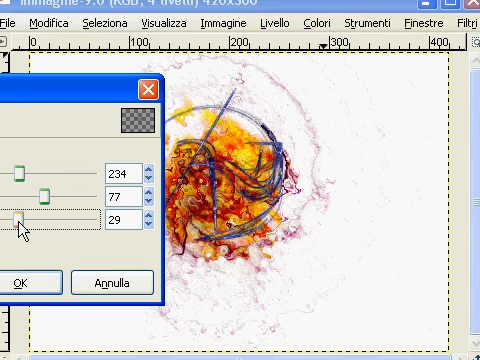 Immagine-9.0 (RGB, 4 livelli) 420x300
File Modifica Seleziona Visualizza Immagine Livello Colori Strumenti Finestre Filtri
0 100 200 300 400
234
77
29
OK Annulla